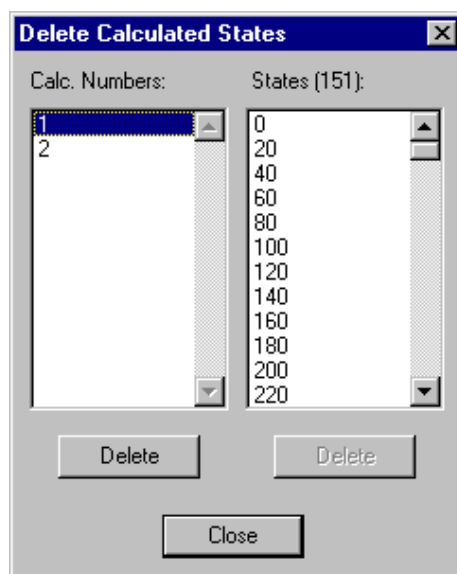 Delete Calculated States
Calc. Numbers:
States (151):
1
2
0
20
40
60
80
100
120
140
160
180
200
220
Delete
Delete
Close